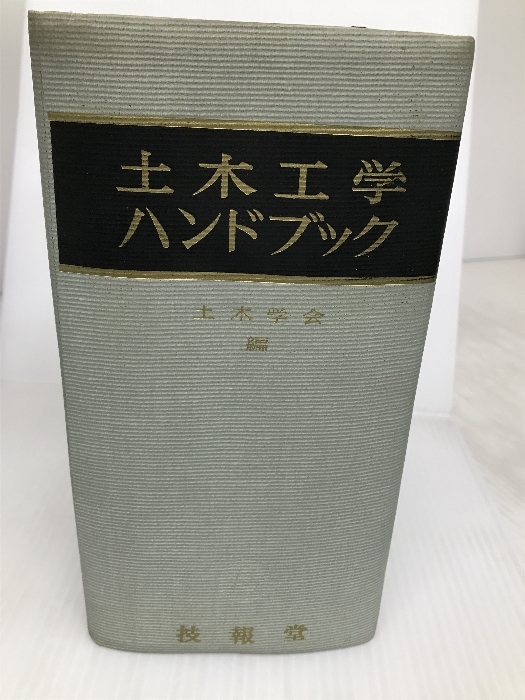 土木工学
ハンドブック
土木学会
編
技報堂